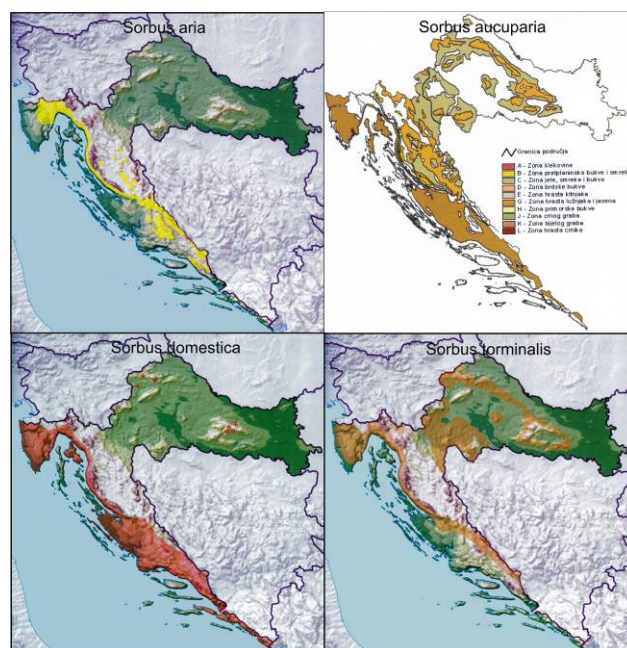 Sorbus aria
Sorbus aucuparia
Granica područja
A - Zona klekovine
B - Zona pretplaninske bukve i smreke
C - Zona jele, smreke i bukve
D - Zona brdske bukve
E - Zona hrasta kitnjaka
G - Zona hrasta lužnjaka i jasena
H - Zona primorske bukve
J - Zona crnog graba
K - Zona bijelog graba
L - Zona hrasta crnike
Sorbus domestica
Sorbus torminalis